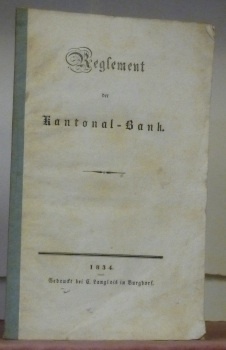 Reglement
der
Kantonal-Bank.
1834.
Gedruckt bei C. Langlois in Burgdorf.